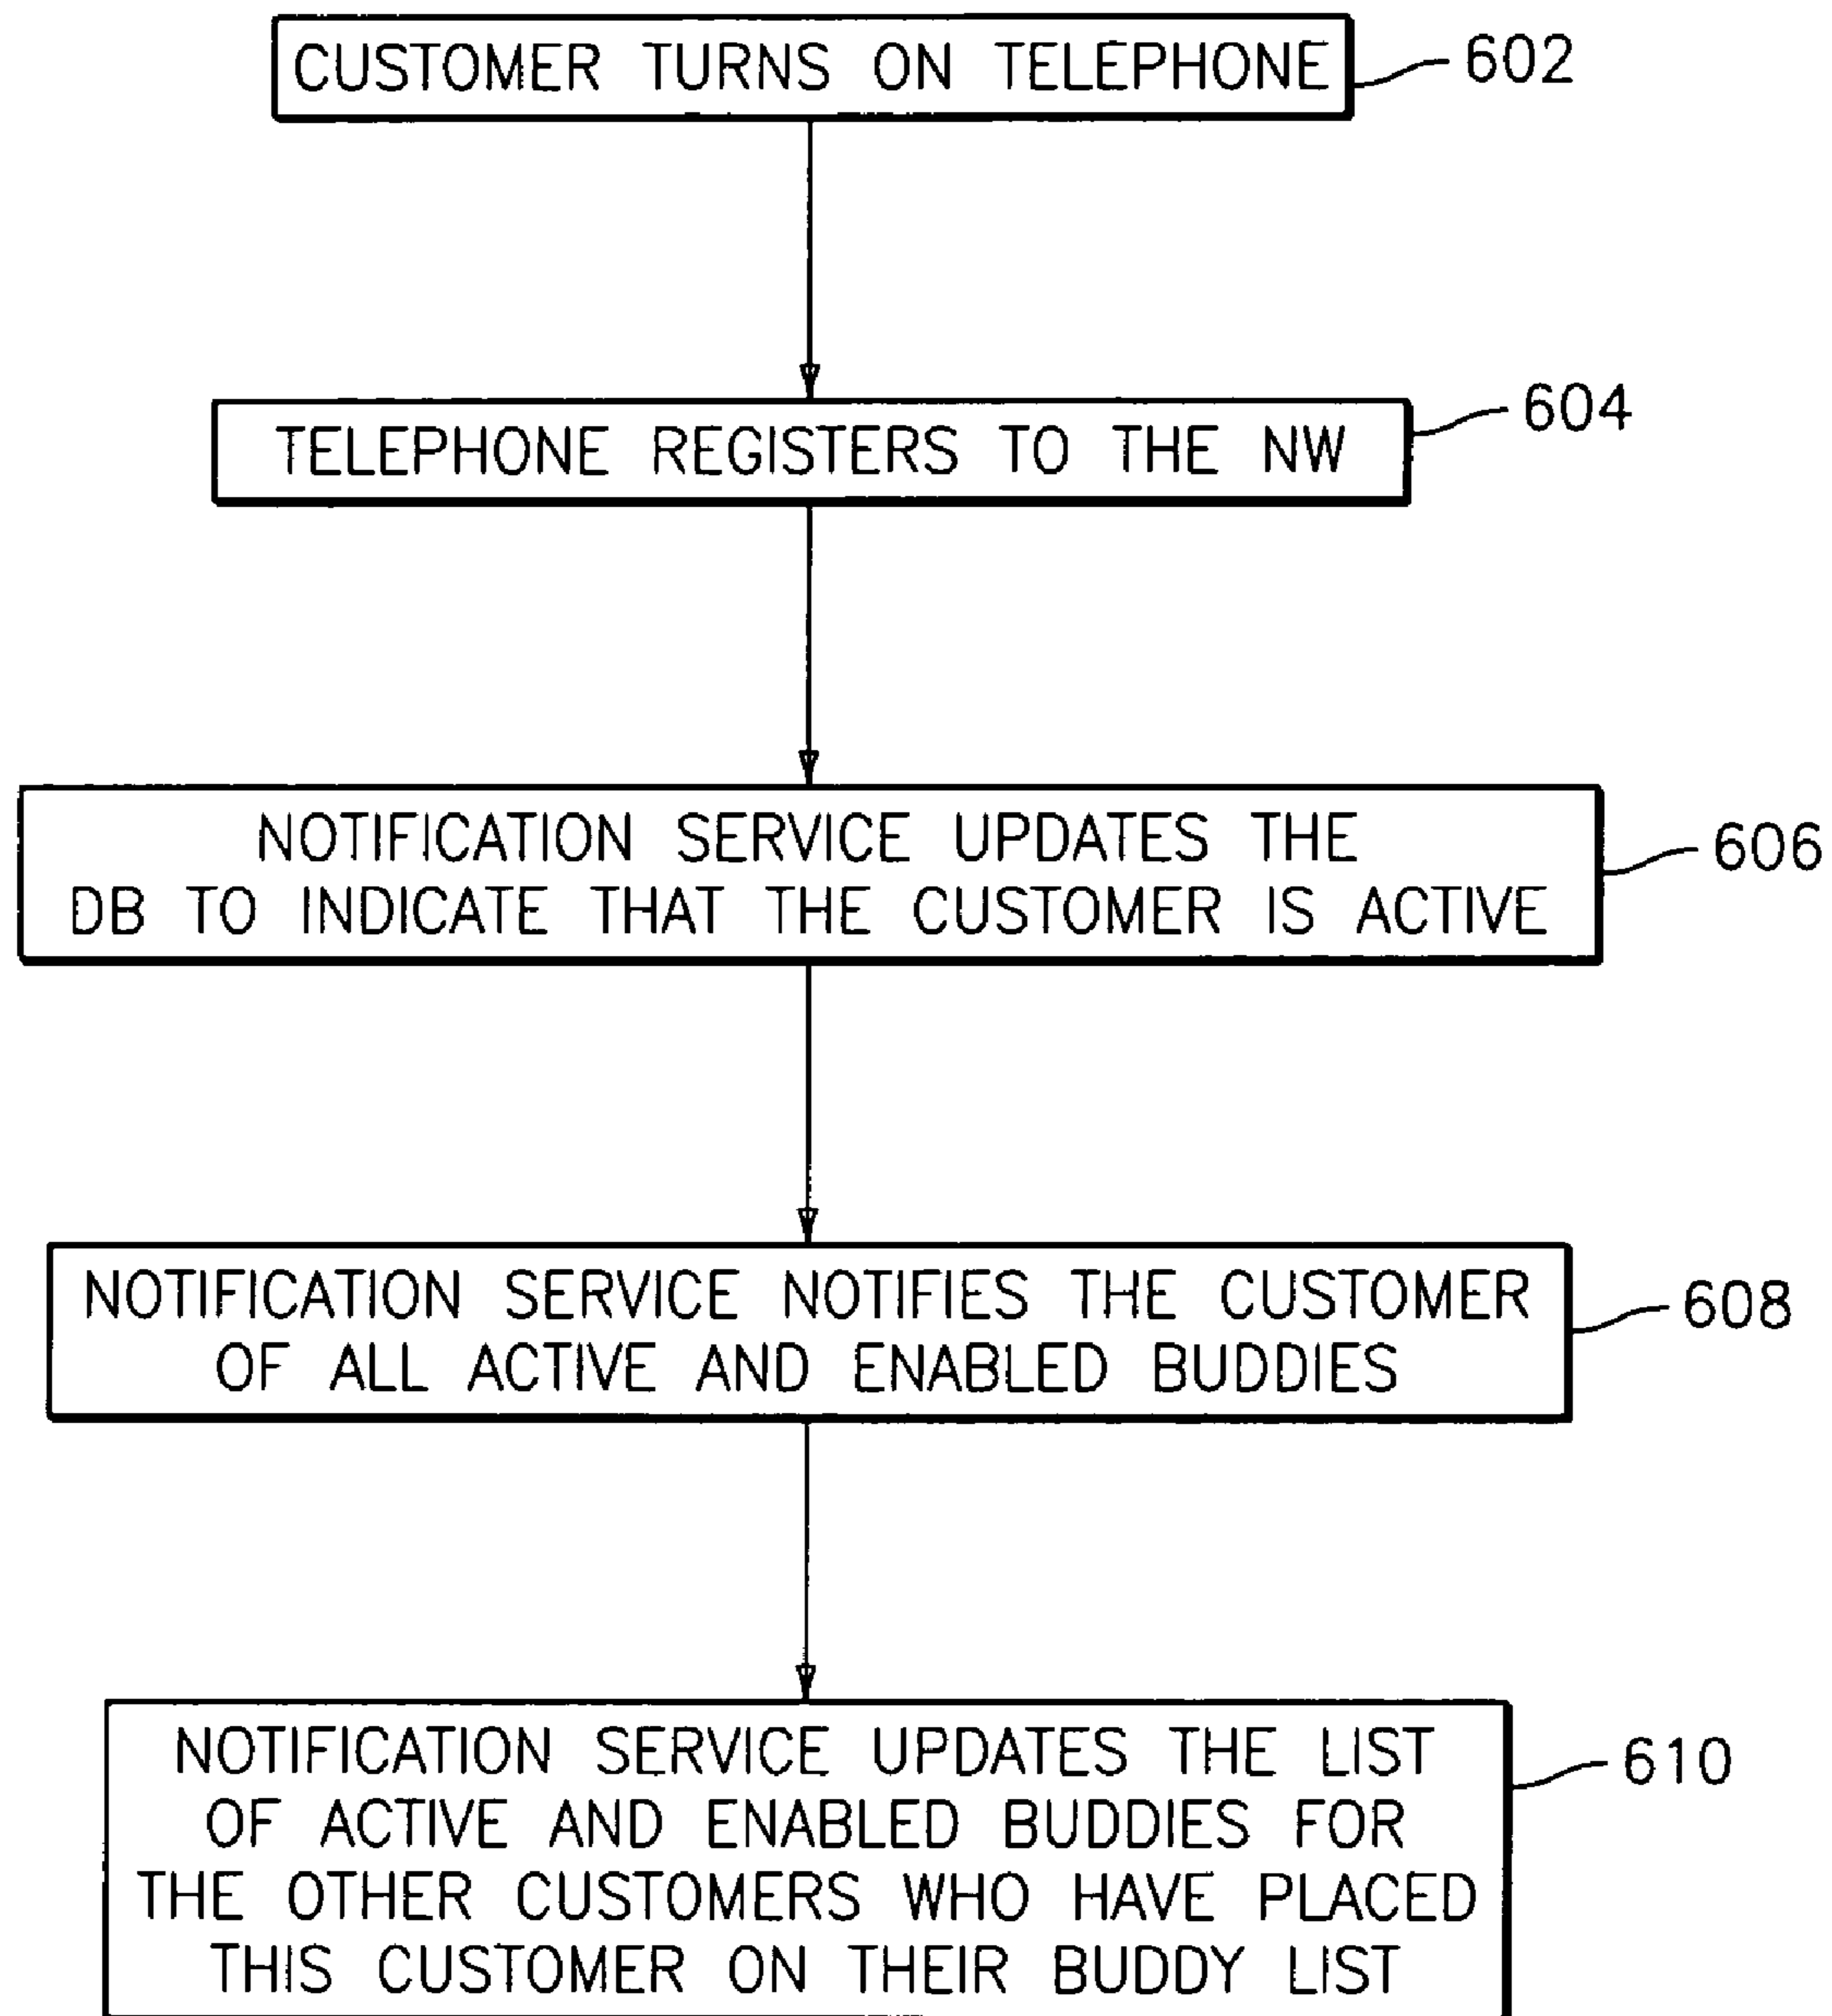 CUSTOMER TURNS ON TELEPHONE
602
TELEPHONE REGISTERS TO THE NW
604
NOTIFICATION SERVICE UPDATES THE
DB TO INDICATE THAT THE CUSTOMER IS ACTIVE
606
NOTIFICATION SERVICE NOTIFIES THE CUSTOMER
OF ALL ACTIVE AND ENABLED BUDDIES
608
NOTIFICATION SERVICE UPDATES THE LIST
OF ACTIVE AND ENABLED BUDDIES FOR
THE OTHER CUSTOMERS WHO HAVE PLACED
THIS CUSTOMER ON THEIR BUDDY LIST
610